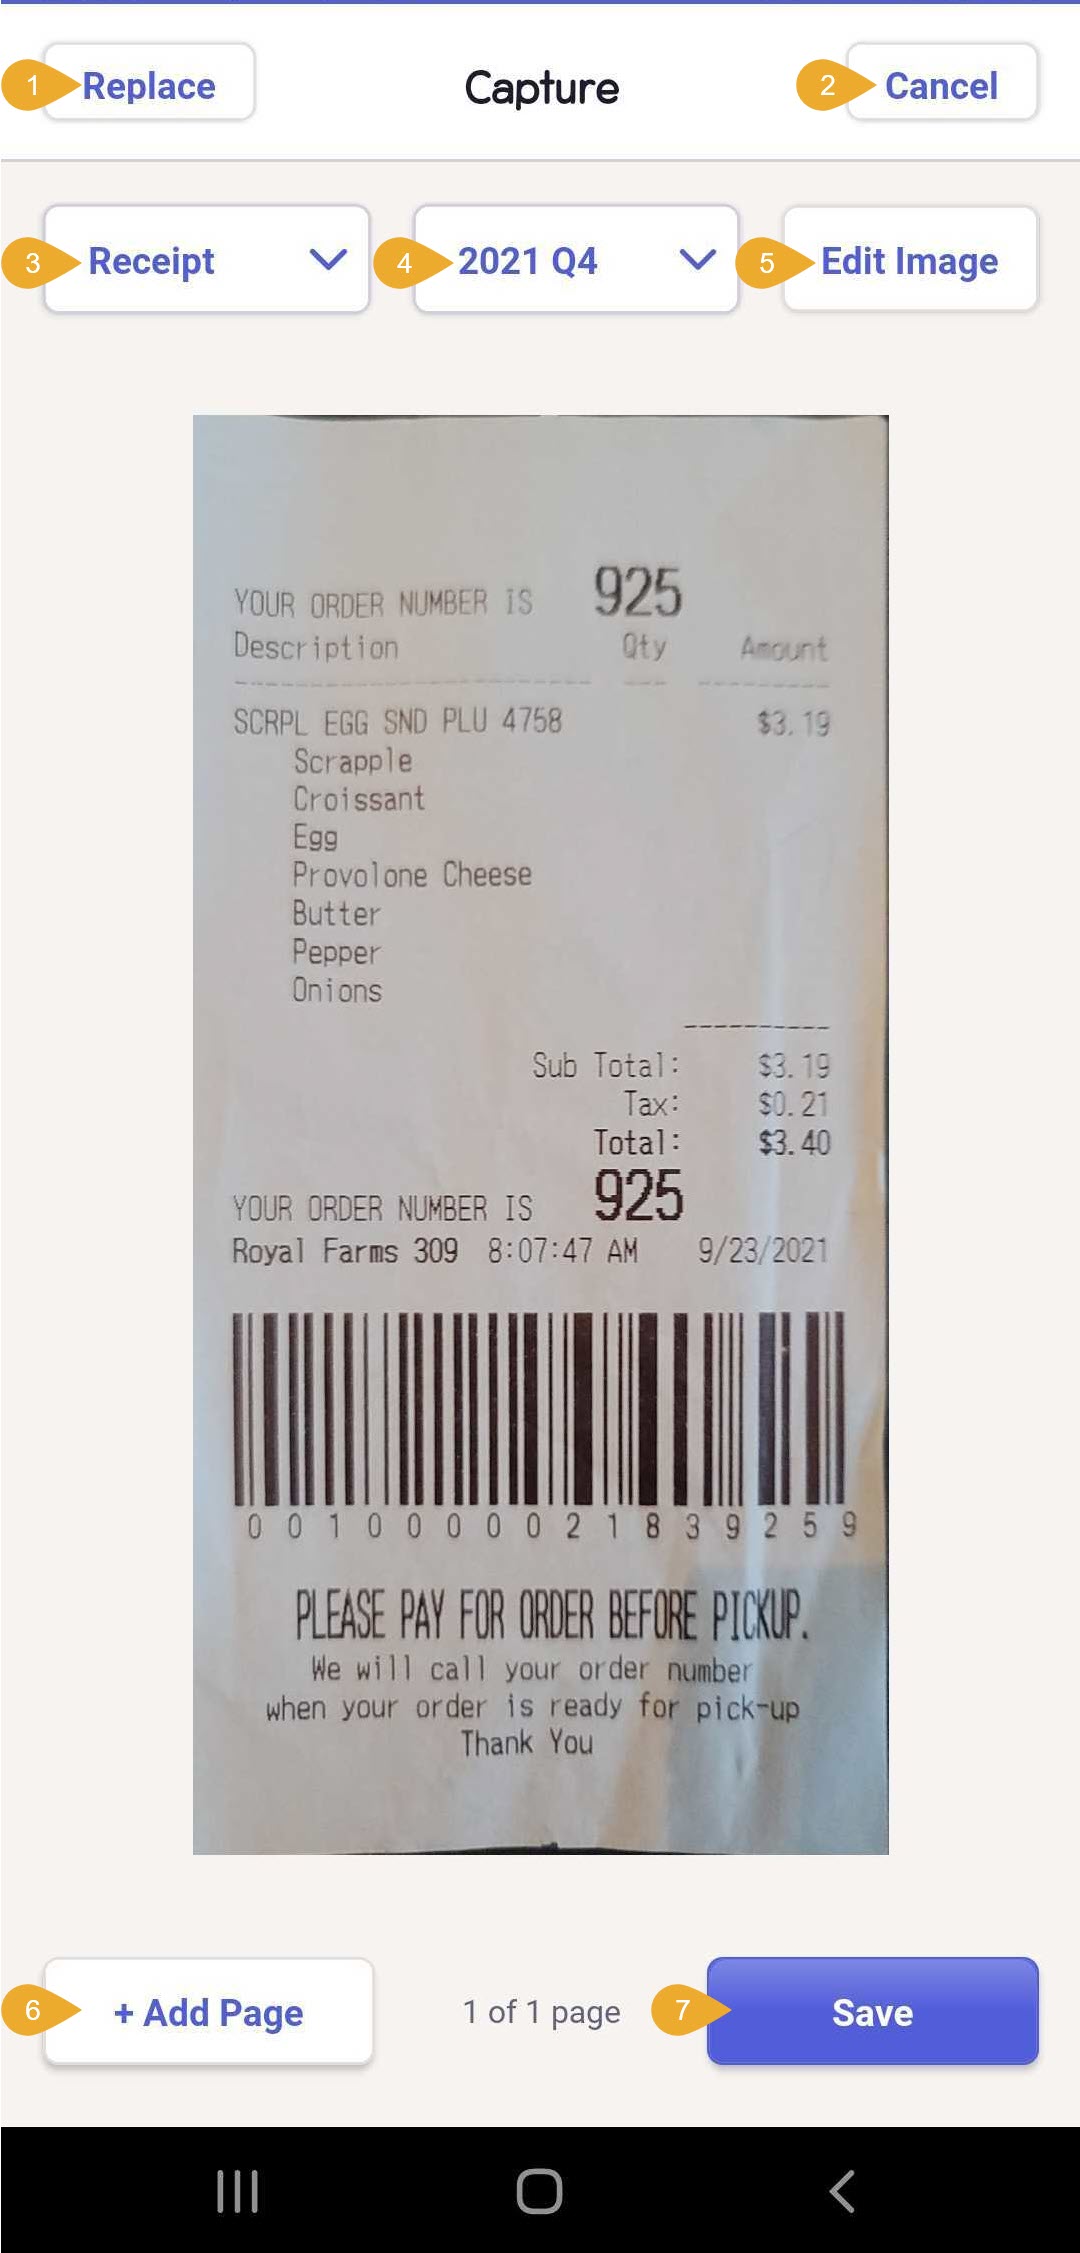 1 Replace Capture 2 Cancel
3 Receipt 4 2021 Q4 5 Edit Image
YOUR ORDER NUMBER IS 925
Description Qty Amount
SCRPL EGG SND PLU 4758 $3.19
Scrapple
Croissant
Egg
Provolone Cheese
Butter
Pepper
Onions
Sub Total: $3.19
Tax: $0.21
Total: $3.40
YOUR ORDER NUMBER IS 925
Royal Farms 309 8:07:47 AM 9/23/2021
0 0 1 0 0 0 0 0 2 1 8 3 9 2 5 9
PLEASE PAY FOR ORDER BEFORE PICKUP.
We will call your order number
when your order is ready for pick-up
Thank You
6 + Add Page 1 of 1 page 7 Save